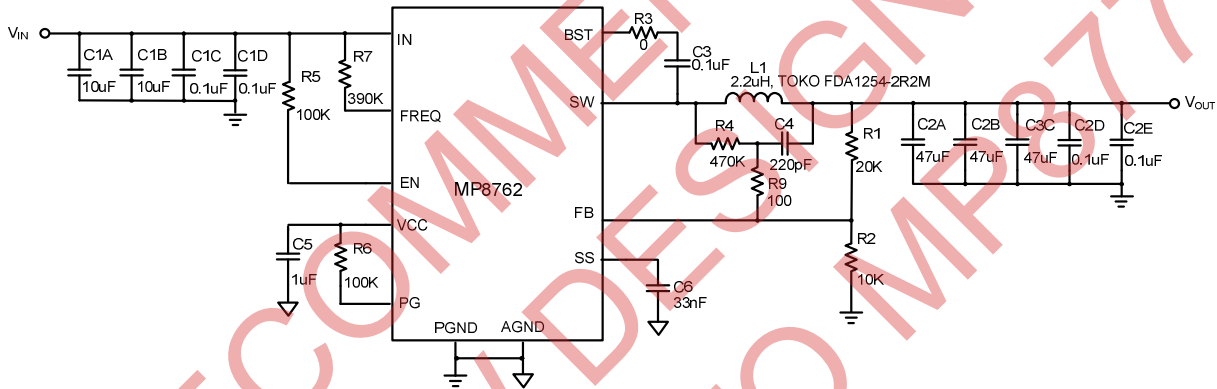 VIN
C1A
10uF
C1B
10uF
C1C
0.1uF
C1D
0.1uF
R5
100K
R7
390K
IN
FREQ
EN
VCC
PG
PGND
AGND
MP8762
BST
SW
FB
SS
C5
1uF
R6
100K
R3
0
C3
0.1uF
L1
2.2uH, TOKO FDA1254-2R2M
R4
470K
C4
220pF
R9
100
R1
20K
R2
10K
C6
33nF
C2A
47uF
C2B
47uF
C3C
47uF
C2D
0.1uF
C2E
0.1uF
VOUT
ECOMME
DESIGN
MP877